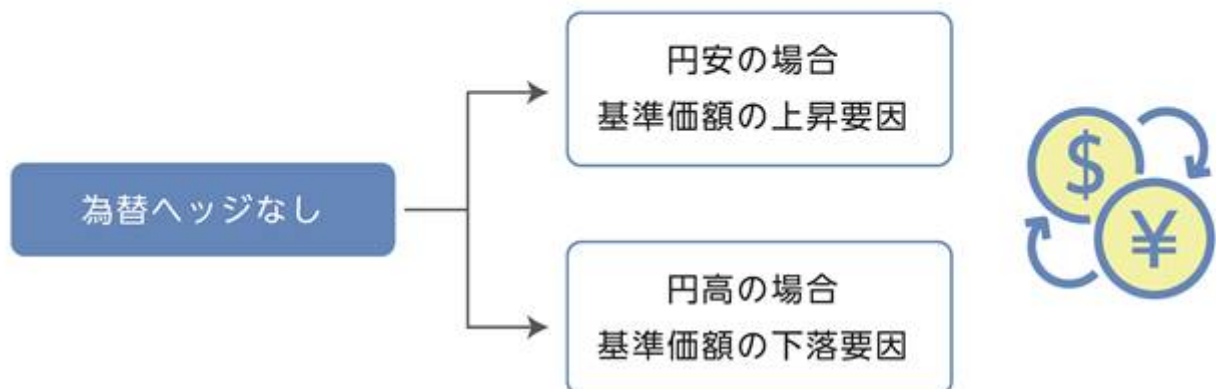 為替ヘッジなし
円安の場合
基準価額の上昇要因
円高の場合
基準価額の下落要因
$
¥